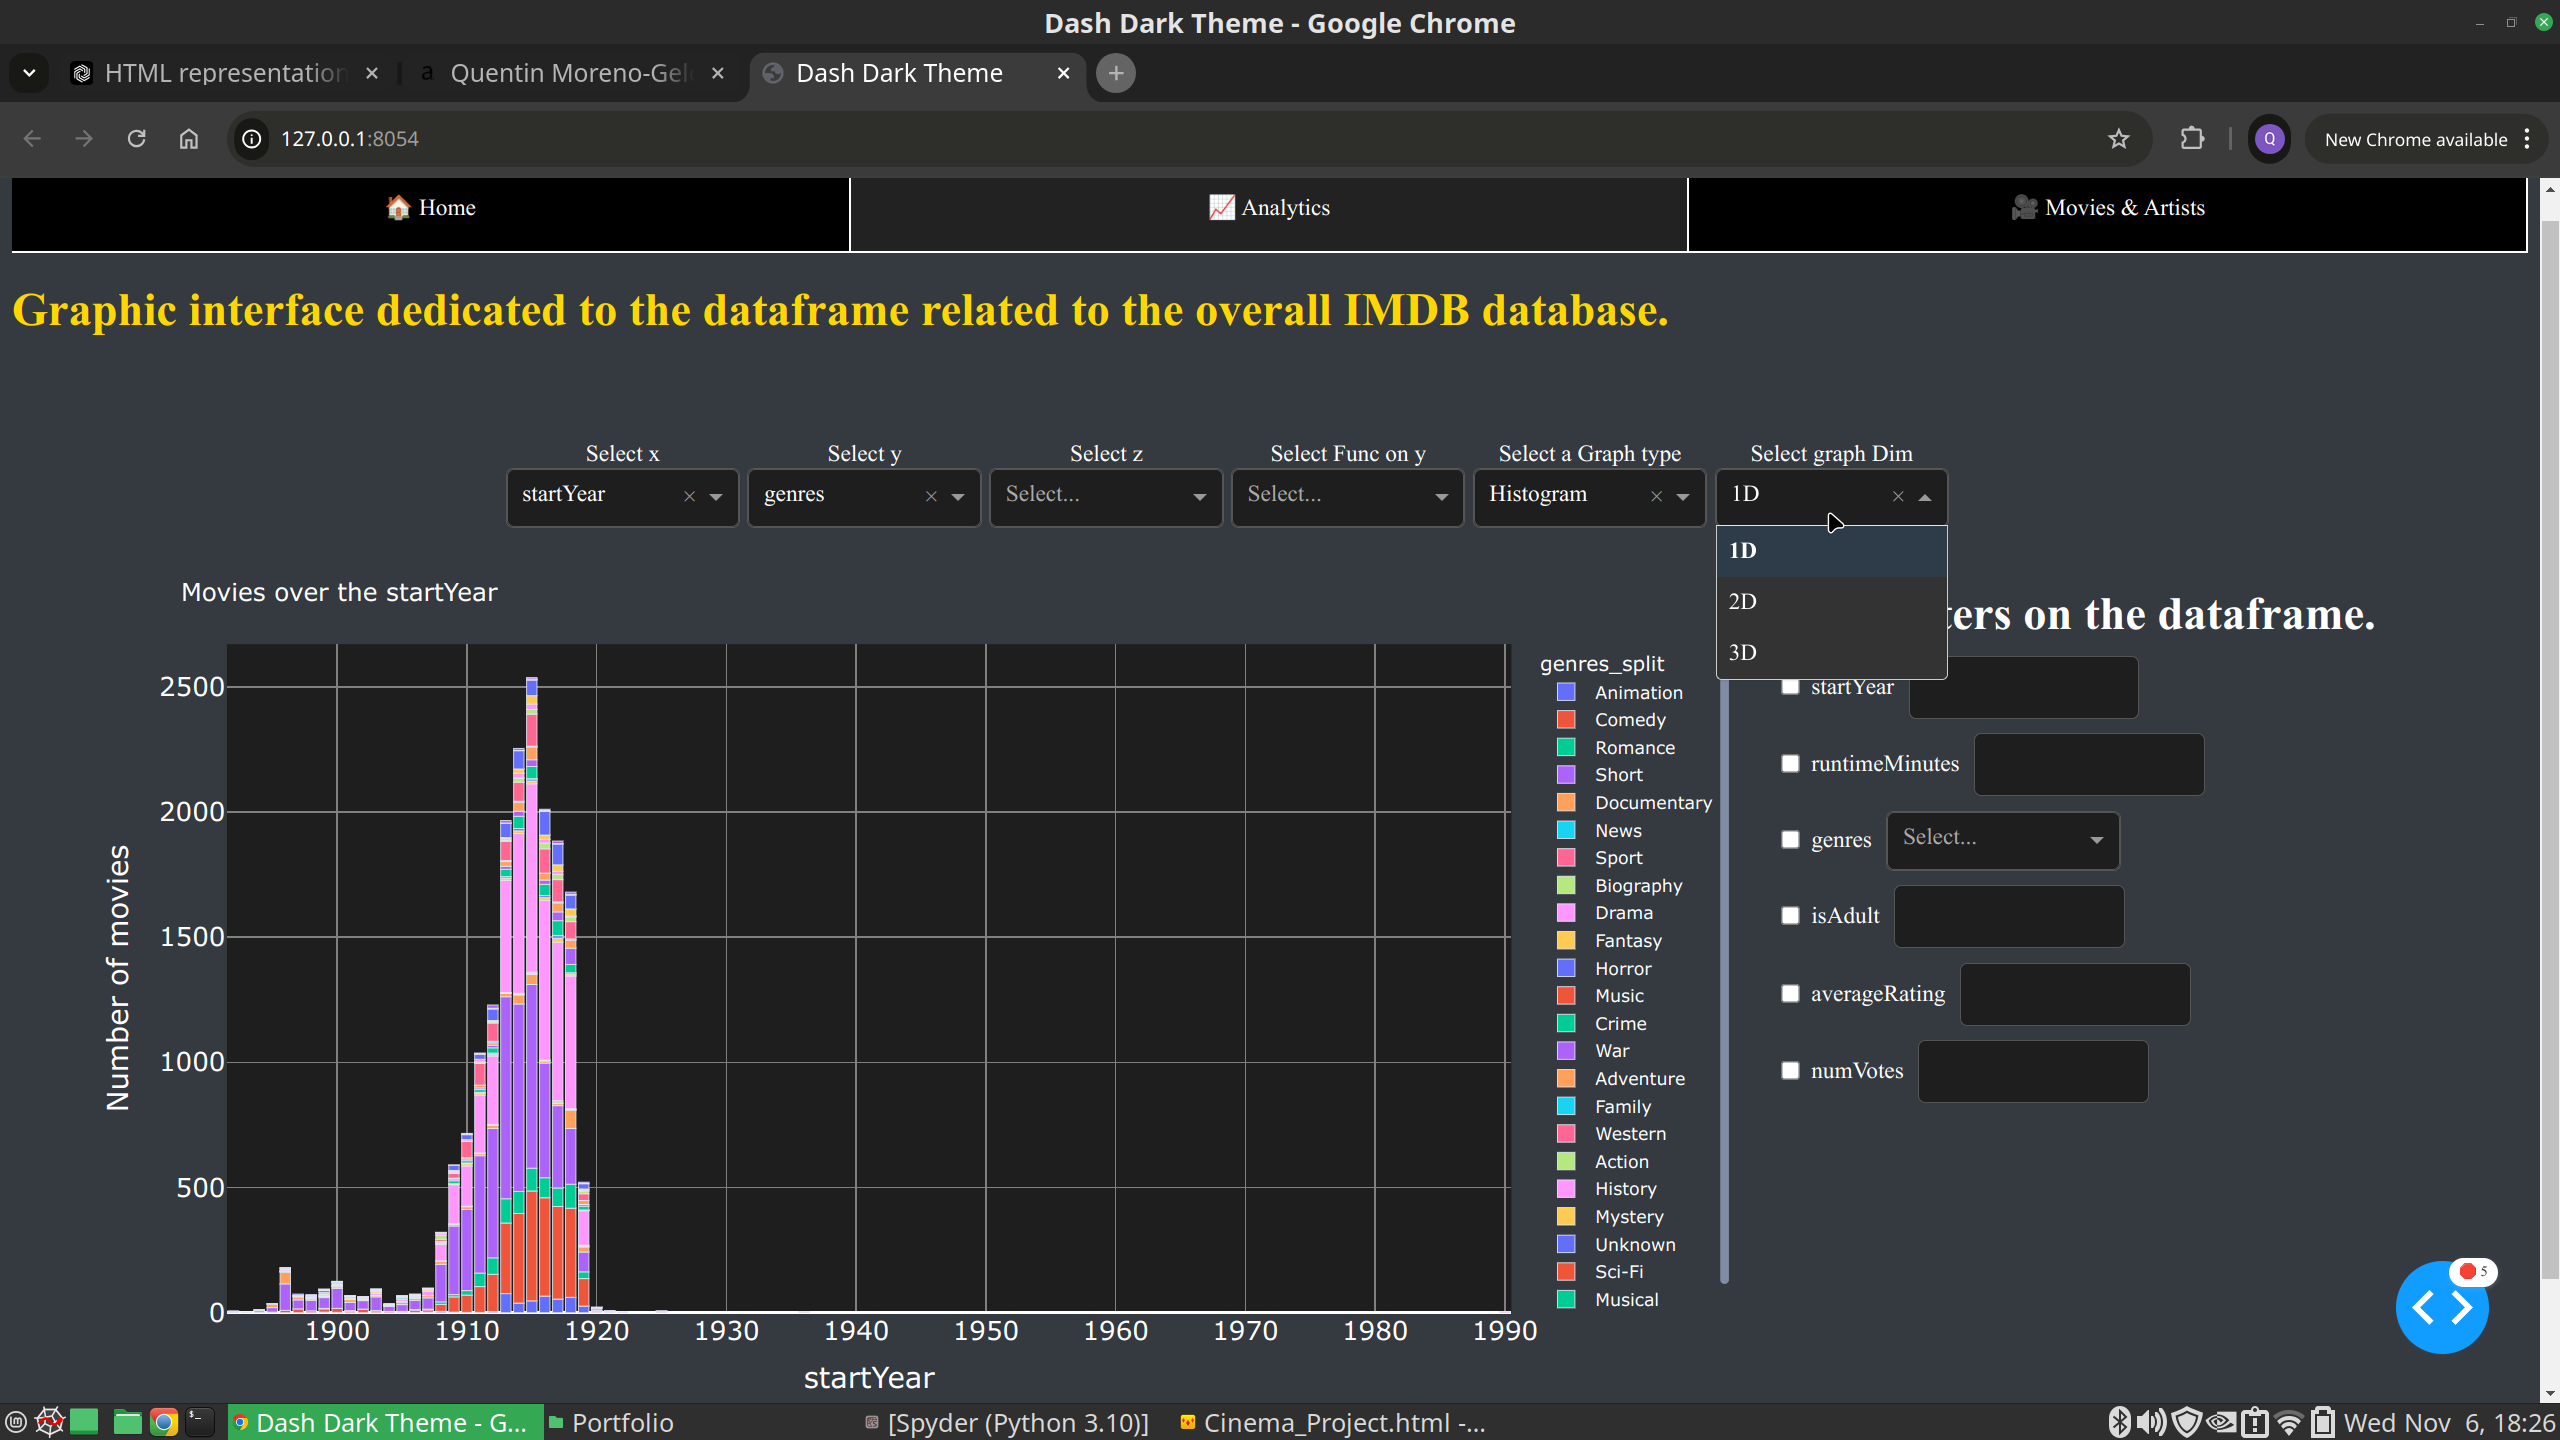 Dash Dark Theme - Google Chrome
HTML representation
a Quentin Moreno-Gel
Dash Dark Theme
127.0.0.1:8054
Q
New Chrome available
Home
Analytics
Movies & Artists
Graphic interface dedicated to the dataframe related to the overall IMDB database.
Select x
Select y
Select z
Select Func on y
Select a Graph type
Select graph Dim
startYear
genres
Select...
Select...
Histogram
1D
1D
2D
3D
ters on the dataframe.
Movies over the startYear
Number of movies
2500
2000
1500
1000
500
0
1900
1910
1920
1930
1940
1950
1960
1970
1980
1990
startYear
genres_split
Animation
Comedy
Romance
Short
Documentary
News
Sport
Biography
Drama
Fantasy
Horror
Music
Crime
War
Adventure
Family
Western
Action
History
Mystery
Unknown
Sci-Fi
Musical
startYear
runtimeMinutes
genres
Select...
isAdult
averageRating
numVotes
5
Dash Dark Theme - G...
Portfolio
[Spyder (Python 3.10)]
Cinema_Project.html -...
Wed Nov 6, 18:26